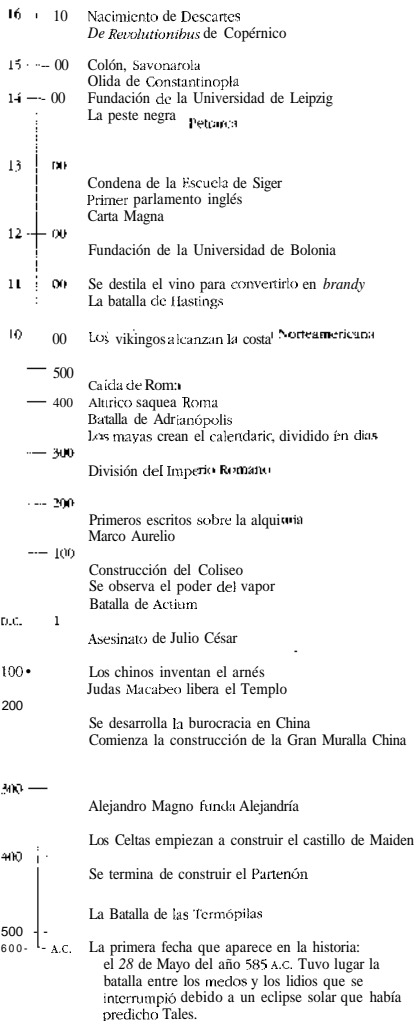 16 10 Nacimiento de Descartes
De Revolutionibus de Copérnico
15 00 Colón, Savonarola
Olida de Constantinopla
14 00 Fundación de la Universidad de Leipzig
La peste negra Petrarca
13 00
Condena de la Escuela de Siger
Primer parlamento inglés
Carta Magna
12 00
Fundación de la Universidad de Bolonia
11 00 Se destila el vino para convertirlo en brandy
La batalla de Hastings
10 00 Los vikingos alcanzan la costa Norteamericana
500
Caída de Roma
400 Alarico saquea Roma
Batalla de Adrianópolis
Los mayas crean el calendario, dividido en dias
300
División del Imperio Romano
200
Primeros escritos sobre la alquimia
Marco Aurelio
100
Construcción del Coliseo
Se observa el poder del vapor
Batalla de Actium
D.C. 1
Asesinato de Julio César
100 Los chinos inventan el arnés
Judas Macabeo libera el Templo
200
Se desarrolla la burocracia en China
Comienza la construcción de la Gran Muralla China
300
Alejandro Magno funda Alejandría
Los Celtas empiezan a construir el castillo de Maiden
400
Se termina de construir el Partenón
La Batalla de las Termópilas
500
600 A.C. La primera fecha que aparece en la historia:
el 28 de Mayo del año 585 A.C. Tuvo lugar la
batalla entre los medos y los lidios que se
interrumpió debido a un eclipse solar que había
predicho Tales.